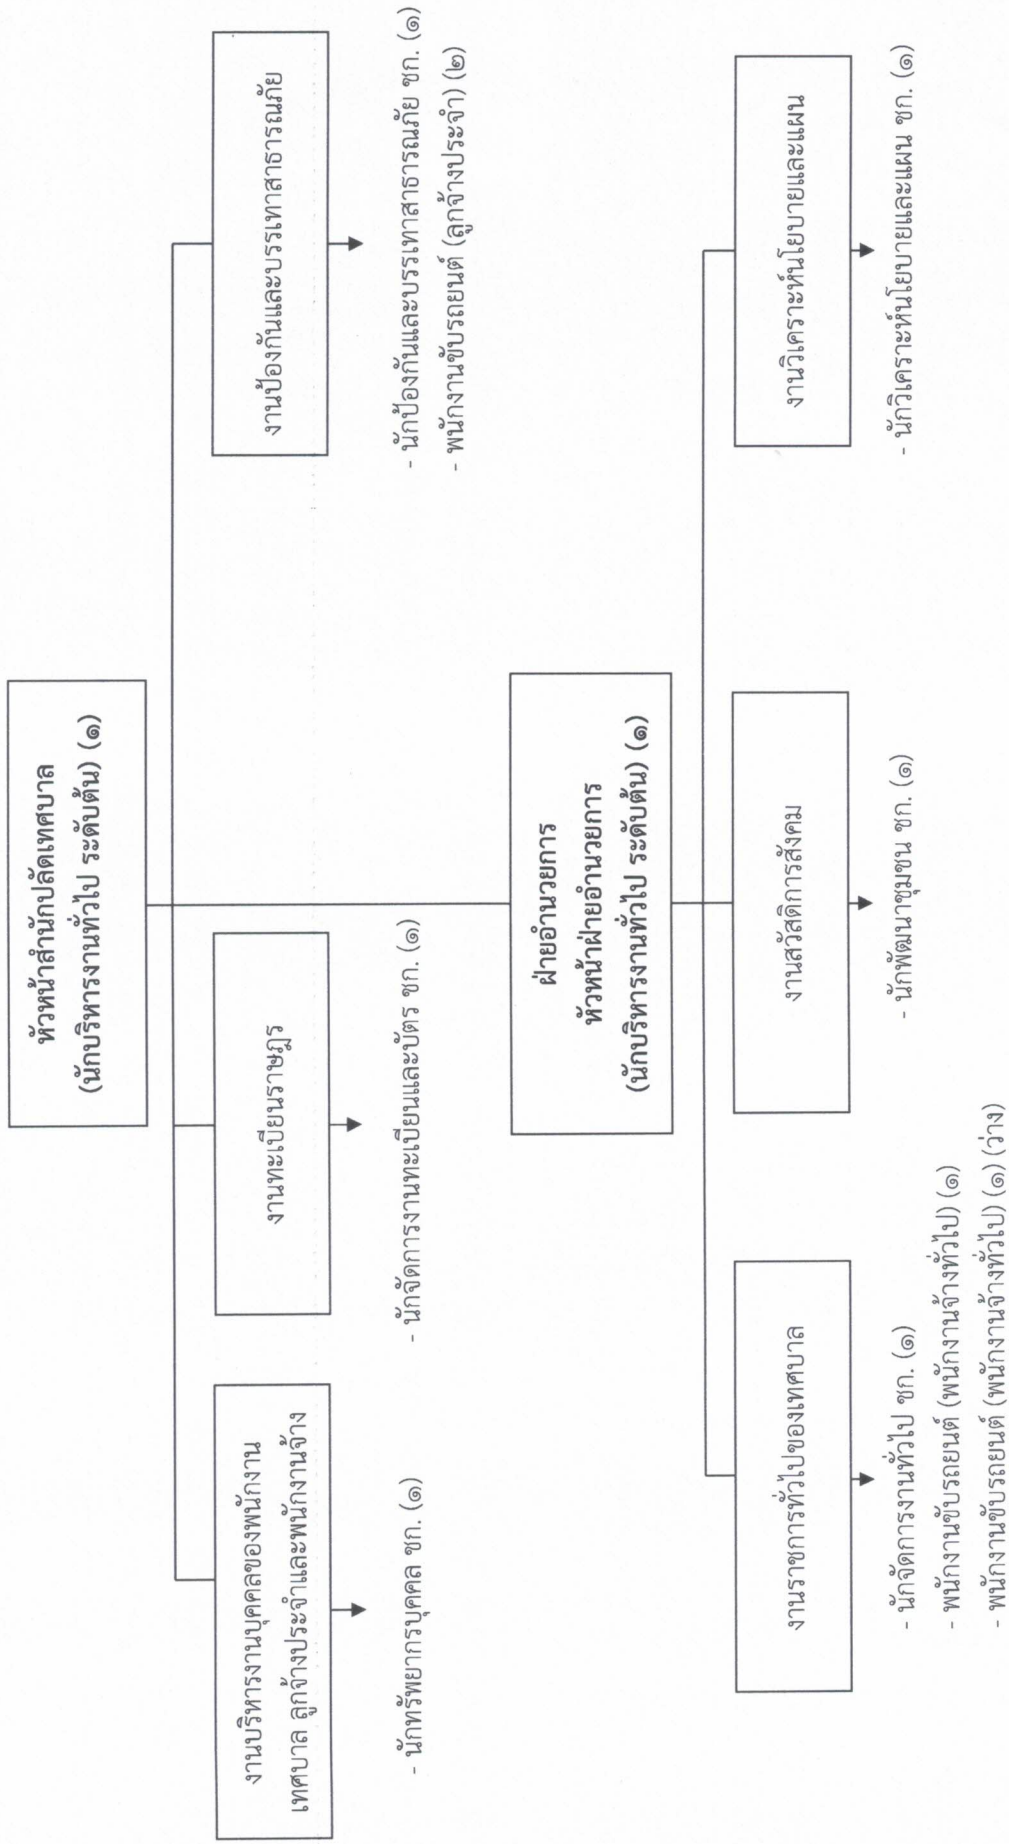 หัวหน้าสำนักปลัดเทศบาล
(นักบริหารงานทั่วไป ระดับต้น) (๑)
งานบริหารงานบุคคลของพนักงาน
เทศบาล ลูกจ้างประจำและพนักงานจ้าง
- นักทรัพยากรบุคคล ชก. (๑)
งานทะเบียนราษฎร
- นักจัดการงานทะเบียนและบัตร ชก. (๑)
งานป้องกันและบรรเทาสาธารณภัย
- นักป้องกันและบรรเทาสาธารณภัย ชก. (๑)
- พนักงานขับรถยนต์ (ลูกจ้างประจำ) (๒)
ฝ่ายอำนวยการ
หัวหน้าฝ่ายอำนวยการ
(นักบริหารงานทั่วไป ระดับต้น) (๑)
งานราชการทั่วไปของเทศบาล
- นักจัดการงานทั่วไป ชก. (๑)
- พนักงานขับรถยนต์ (พนักงานจ้างทั่วไป) (๑)
- พนักงานขับรถยนต์ (พนักงานจ้างทั่วไป) (๑) (ว่าง)
งานสวัสดิการสังคม
- นักพัฒนาชุมชน ชก. (๑)
งานวิเคราะห์นโยบายและแผน
- นักวิเคราะห์นโยบายและแผน ชก. (๑)